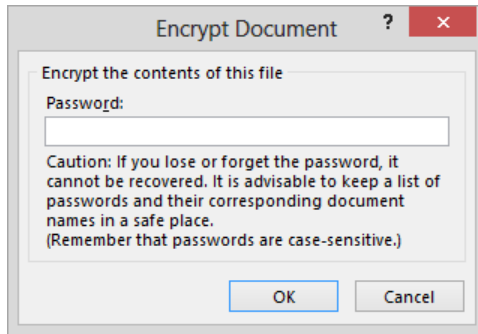 Encrypt Document ? ×
Encrypt the contents of this file
Password:
Caution: If you lose or forget the password, it
cannot be recovered. It is advisable to keep a list of
passwords and their corresponding document
names in a safe place.
(Remember that passwords are case-sensitive.)
OK Cancel